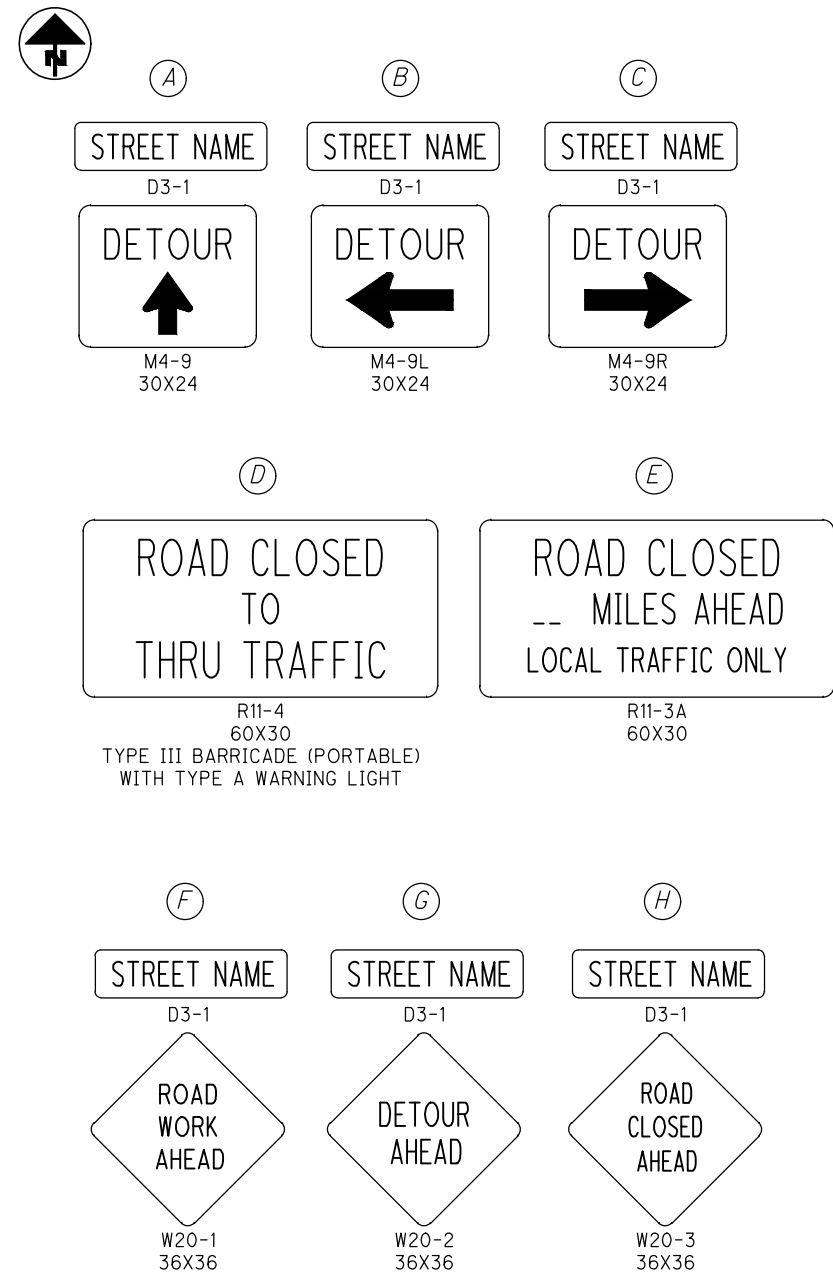 N
A
B
C
STREET NAME
STREET NAME
STREET NAME
D3-1
D3-1
D3-1
DETOUR
DETOUR
DETOUR
M4-9
M4-9L
M4-9R
30X24
30X24
30X24
D
E
ROAD CLOSED
TO
THRU TRAFFIC
ROAD CLOSED
__ MILES AHEAD
LOCAL TRAFFIC ONLY
R11-4
60X30
TYPE III BARRICADE (PORTABLE)
WITH TYPE A WARNING LIGHT
R11-3A
60X30
F
G
H
STREET NAME
STREET NAME
STREET NAME
D3-1
D3-1
D3-1
ROAD
WORK
AHEAD
DETOUR
AHEAD
ROAD
CLOSED
AHEAD
W20-1
W20-2
W20-3
36X36
36X36
36X36